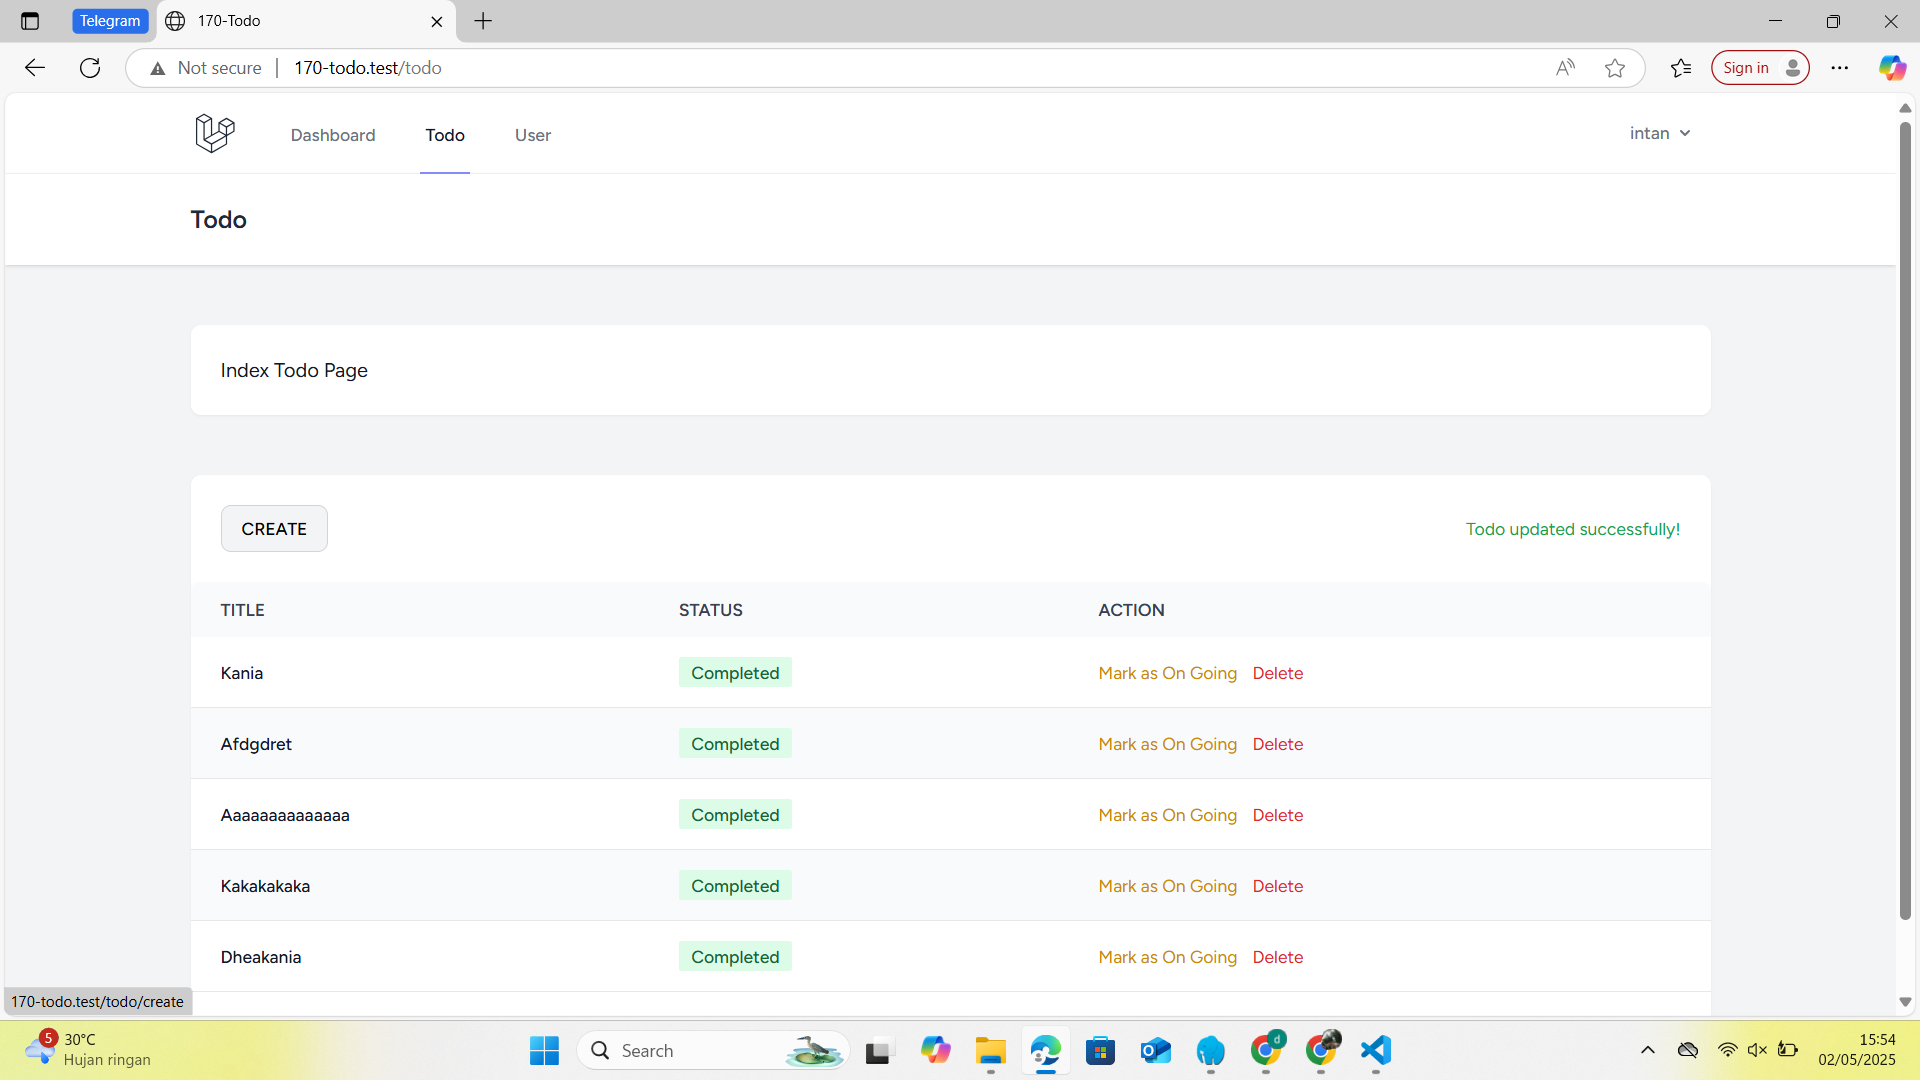 Telegram
170-Todo
Not secure
170-todo.test/todo
Sign in
Dashboard Todo User
intan
Todo
Index Todo Page
CREATE
Todo updated successfully!
TITLE STATUS ACTION
Kania Completed Mark as On Going Delete
Afdgdret Completed Mark as On Going Delete
Aaaaaaaaaaaaaa Completed Mark as On Going Delete
Kakakakaka Completed Mark as On Going Delete
Dheakania Completed Mark as On Going Delete
170-todo.test/todo/create
5
30°C
Hujan ringan
Search
d
15:54
02/05/2025